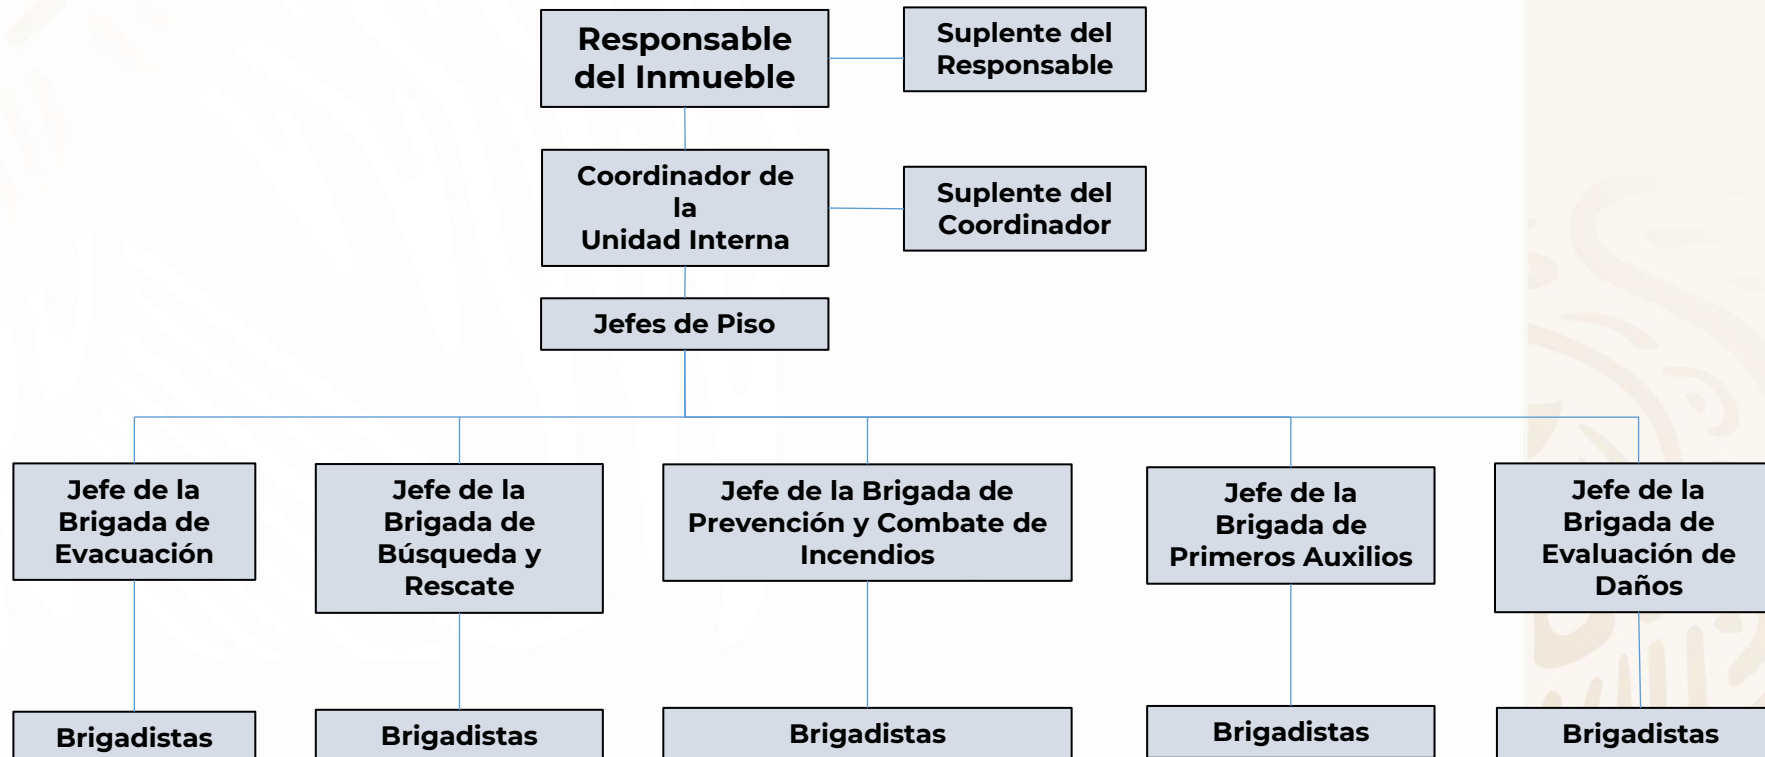 Responsable
del Inmueble
Suplente del
Responsable
Coordinador de
la
Unidad Interna
Suplente del
Coordinador
Jefes de Piso
Jefe de la
Brigada de
Evacuación
Jefe de la
Brigada de
Búsqueda y
Rescate
Jefe de la Brigada de
Prevención y Combate de
Incendios
Jefe de la
Brigada de
Primeros Auxilios
Jefe de la
Brigada de
Evaluación de
Daños
Brigadistas
Brigadistas
Brigadistas
Brigadistas
Brigadistas